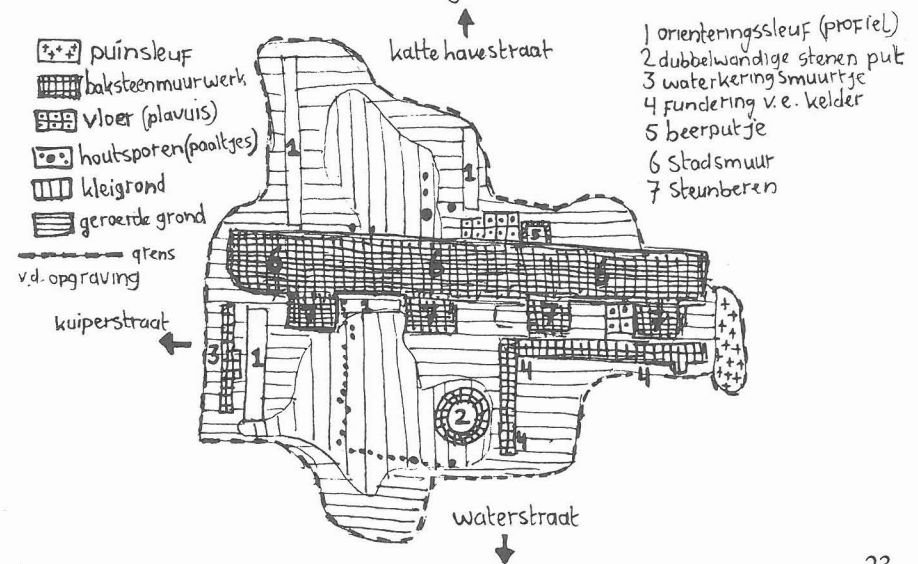 katte havestraat
puinsleuf
baksteenmuurwerk
vloer (plavuis)
houtsporen (paaltjes)
kleigrond
geroerde grond
grens
v.d. opgraving
1 orienteringssleuf (profiel)
2 dubbelwandige stenen put
3 waterkeringsmuurtje
4 fundering v.e. kelder
5 beerputje
6 stadsmuur
7 steunberen
1
1
5
6
6
6
7
7
7
7
1
kuiperstraat
3
1
4
4
2
4
waterstraat